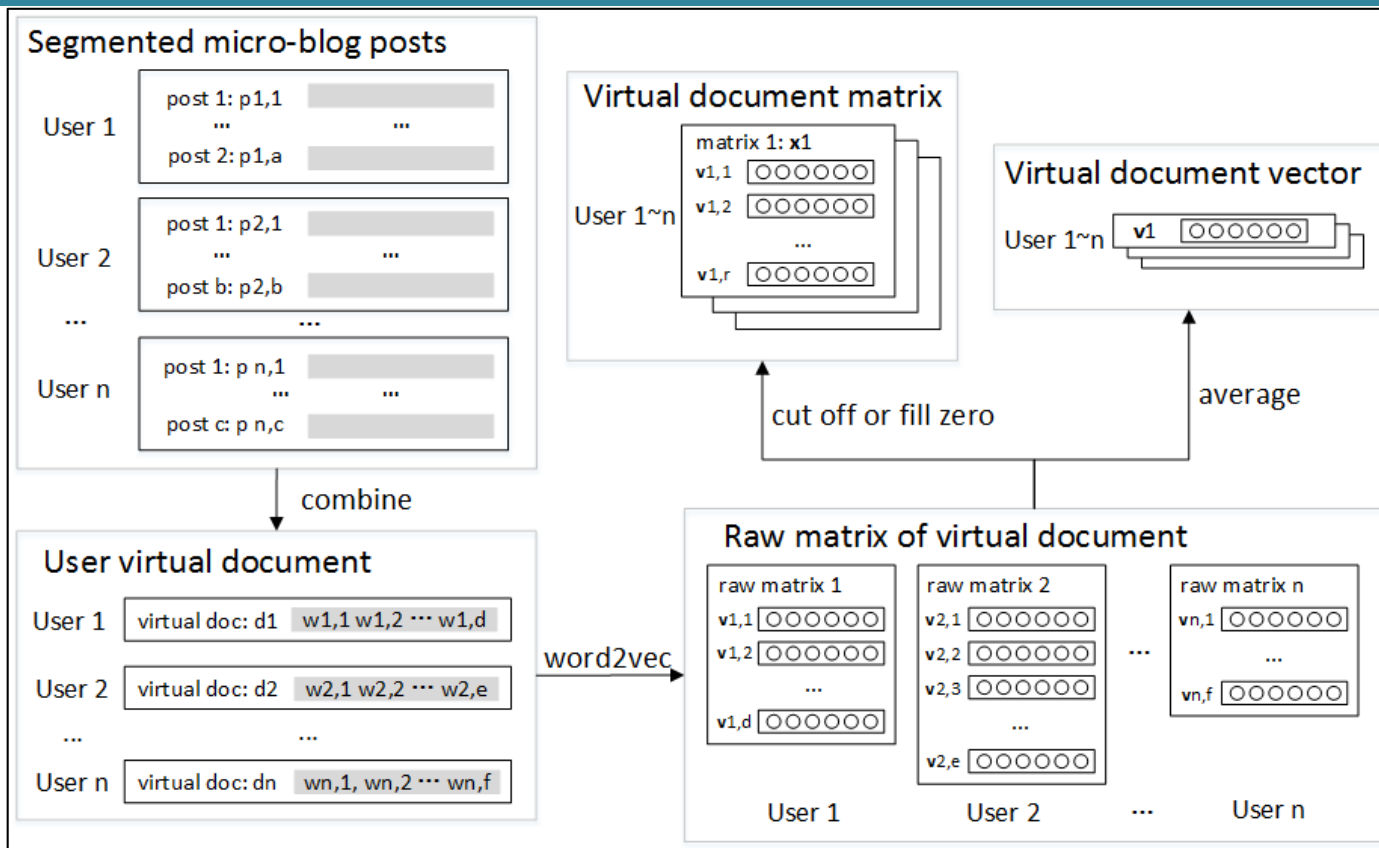 Segmented micro-blog posts
User 1
post 1: p1,1
... ...
post 2: p1,a
User 2
post 1: p2,1
... ...
post b: p2,b
... ...
User n
post 1: p n,1
... ...
post c: p n,c
combine
User virtual document
User 1 virtual doc: d1 w1,1 w1,2 ··· w1,d
User 2 virtual doc: d2 w2,1 w2,2 ··· w2,e
... ...
User n virtual doc: dn wn,1, wn,2 ··· wn,f
word2vec
Virtual document matrix
User 1~n
matrix 1: x1
v1,1
v1,2
...
v1,r
Virtual document vector
User 1~n v1
cut off or fill zero
average
Raw matrix of virtual document
raw matrix 1
v1,1
v1,2
...
v1,d
User 1
raw matrix 2
v2,1
v2,2
v2,3
...
v2,e
User 2
...
...
raw matrix n
vn,1
...
vn,f
User n